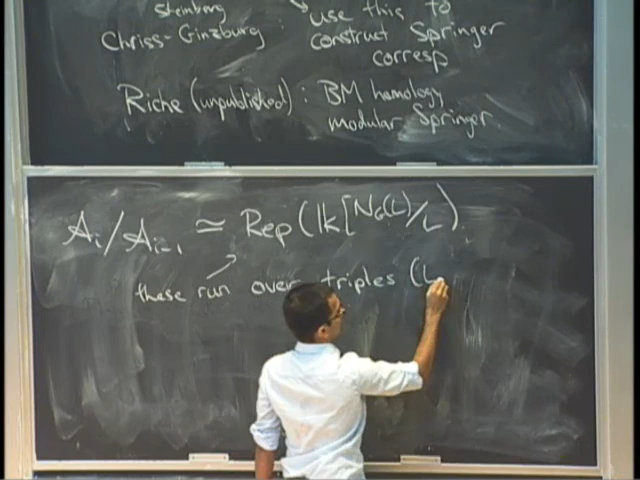 Steinberg
Chriss-Ginzburg
use this to
construct Springer
corresp
Riche (unpublished): BM homology
modular Springer
A_i/A_{i-1} ≃ Rep(lk[N_G(L)/L)
these run over triples (L